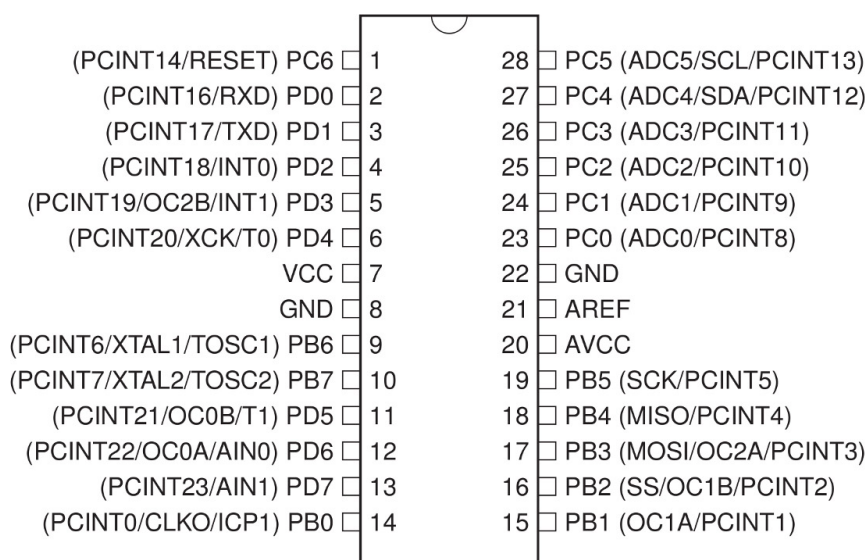 (PCINT14/RESET) PC6 1 28 PC5 (ADC5/SCL/PCINT13)
(PCINT16/RXD) PD0 2 27 PC4 (ADC4/SDA/PCINT12)
(PCINT17/TXD) PD1 3 26 PC3 (ADC3/PCINT11)
(PCINT18/INT0) PD2 4 25 PC2 (ADC2/PCINT10)
(PCINT19/OC2B/INT1) PD3 5 24 PC1 (ADC1/PCINT9)
(PCINT20/XCK/T0) PD4 6 23 PC0 (ADC0/PCINT8)
VCC 7 22 GND
GND 8 21 AREF
(PCINT6/XTAL1/TOSC1) PB6 9 20 AVCC
(PCINT7/XTAL2/TOSC2) PB7 10 19 PB5 (SCK/PCINT5)
(PCINT21/OC0B/T1) PD5 11 18 PB4 (MISO/PCINT4)
(PCINT22/OC0A/AIN0) PD6 12 17 PB3 (MOSI/OC2A/PCINT3)
(PCINT23/AIN1) PD7 13 16 PB2 (SS/OC1B/PCINT2)
(PCINT0/CLKO/ICP1) PB0 14 15 PB1 (OC1A/PCINT1)